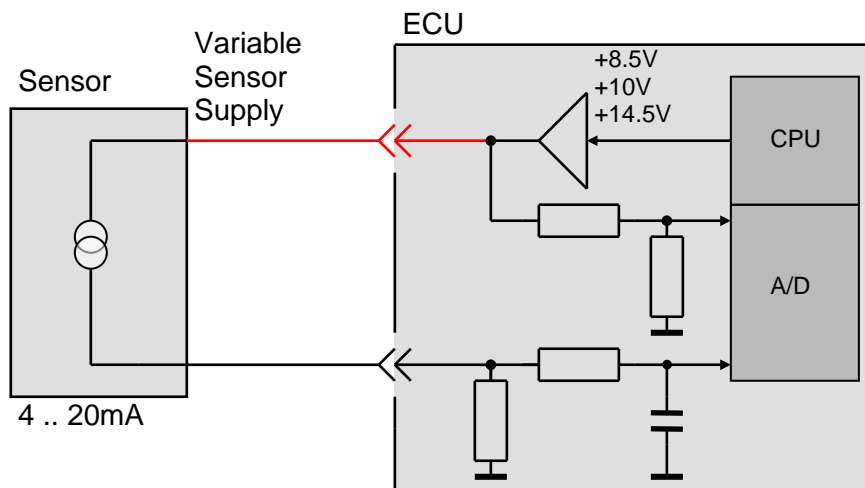 ECU
Variable
Sensor
Supply
Sensor
+8.5V
+10V
+14.5V
CPU
A/D
4 .. 20mA